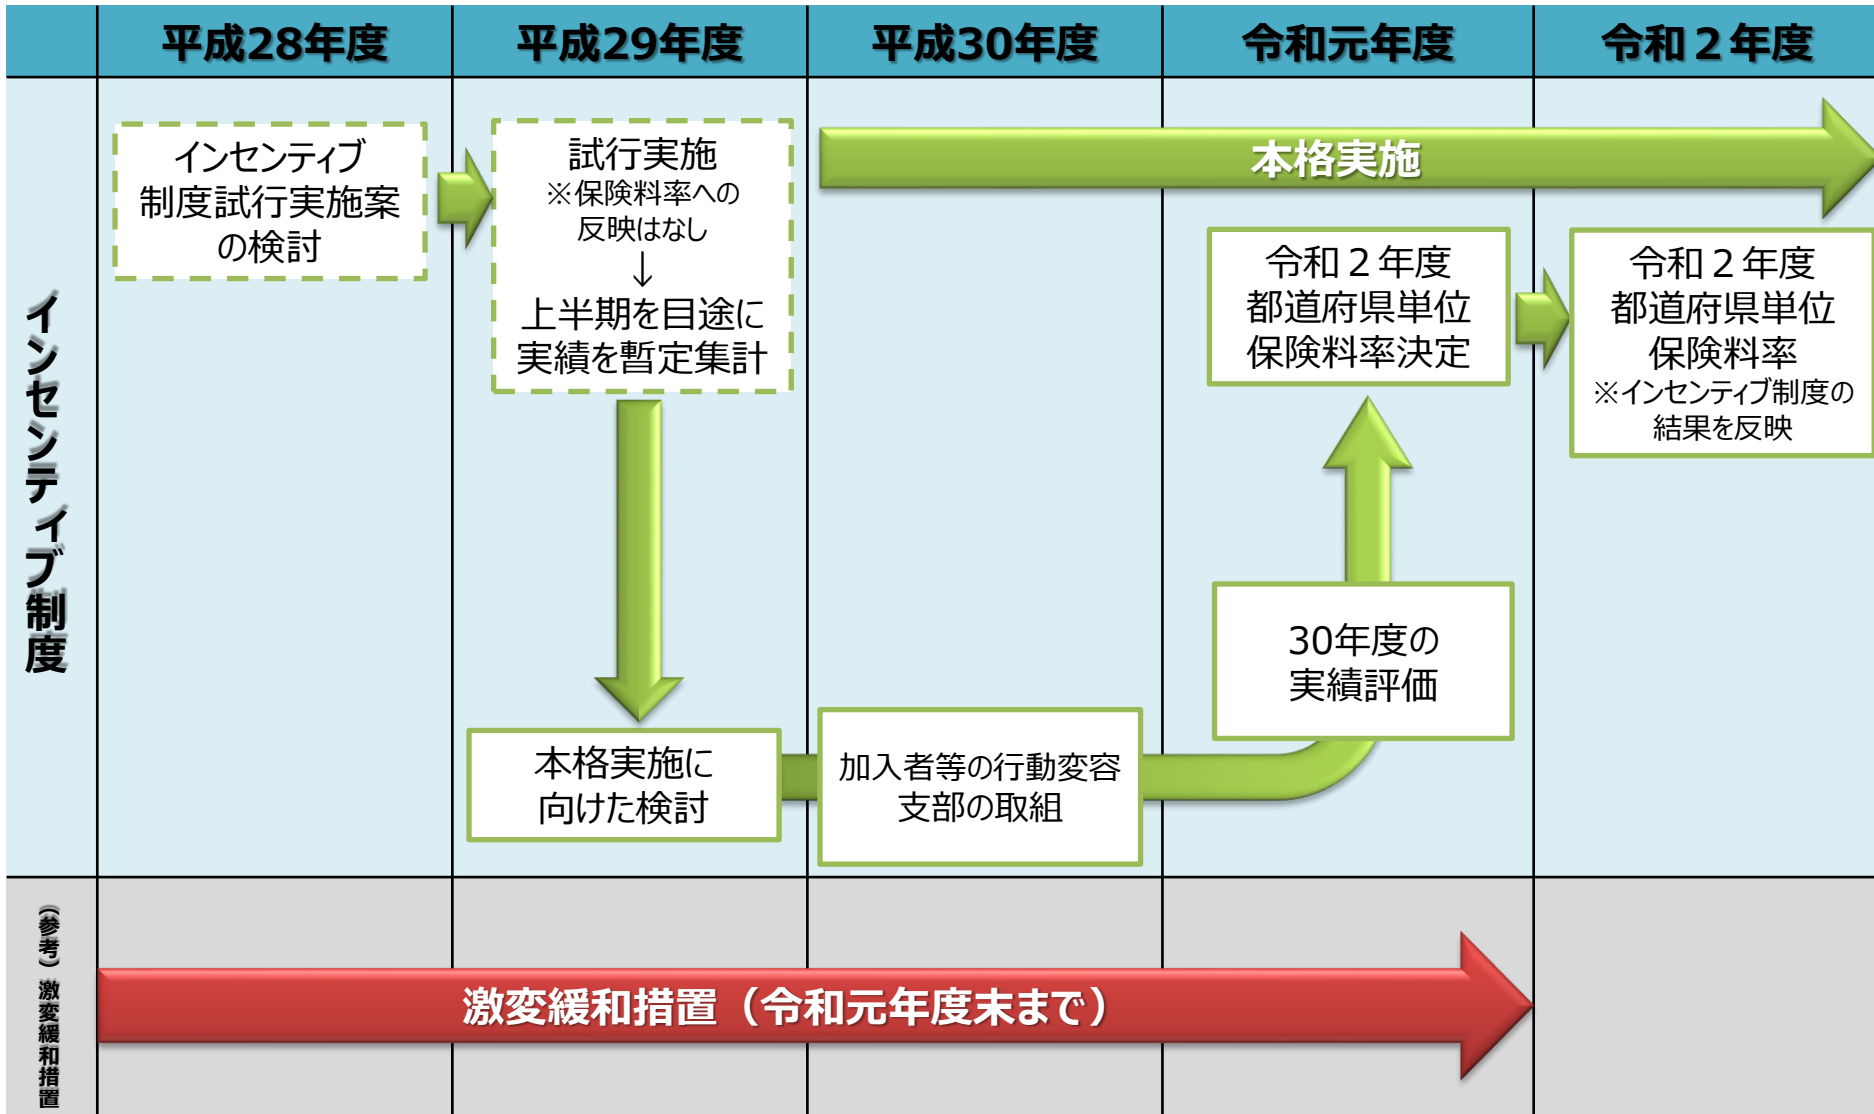 平成28年度
平成29年度
平成30年度
令和元年度
令和２年度
インセンティブ制度
インセンティブ
制度試行実施案
の検討
試行実施
※保険料率への
反映はなし
↓
上半期を目途に
実績を暫定集計
本格実施に
向けた検討
本格実施
加入者等の行動変容
支部の取組
30年度の
実績評価
令和２年度
都道府県単位
保険料率決定
令和２年度
都道府県単位
保険料率
※インセンティブ制度の
結果を反映
（参考）激変緩和措置
激変緩和措置（令和元年度末まで）